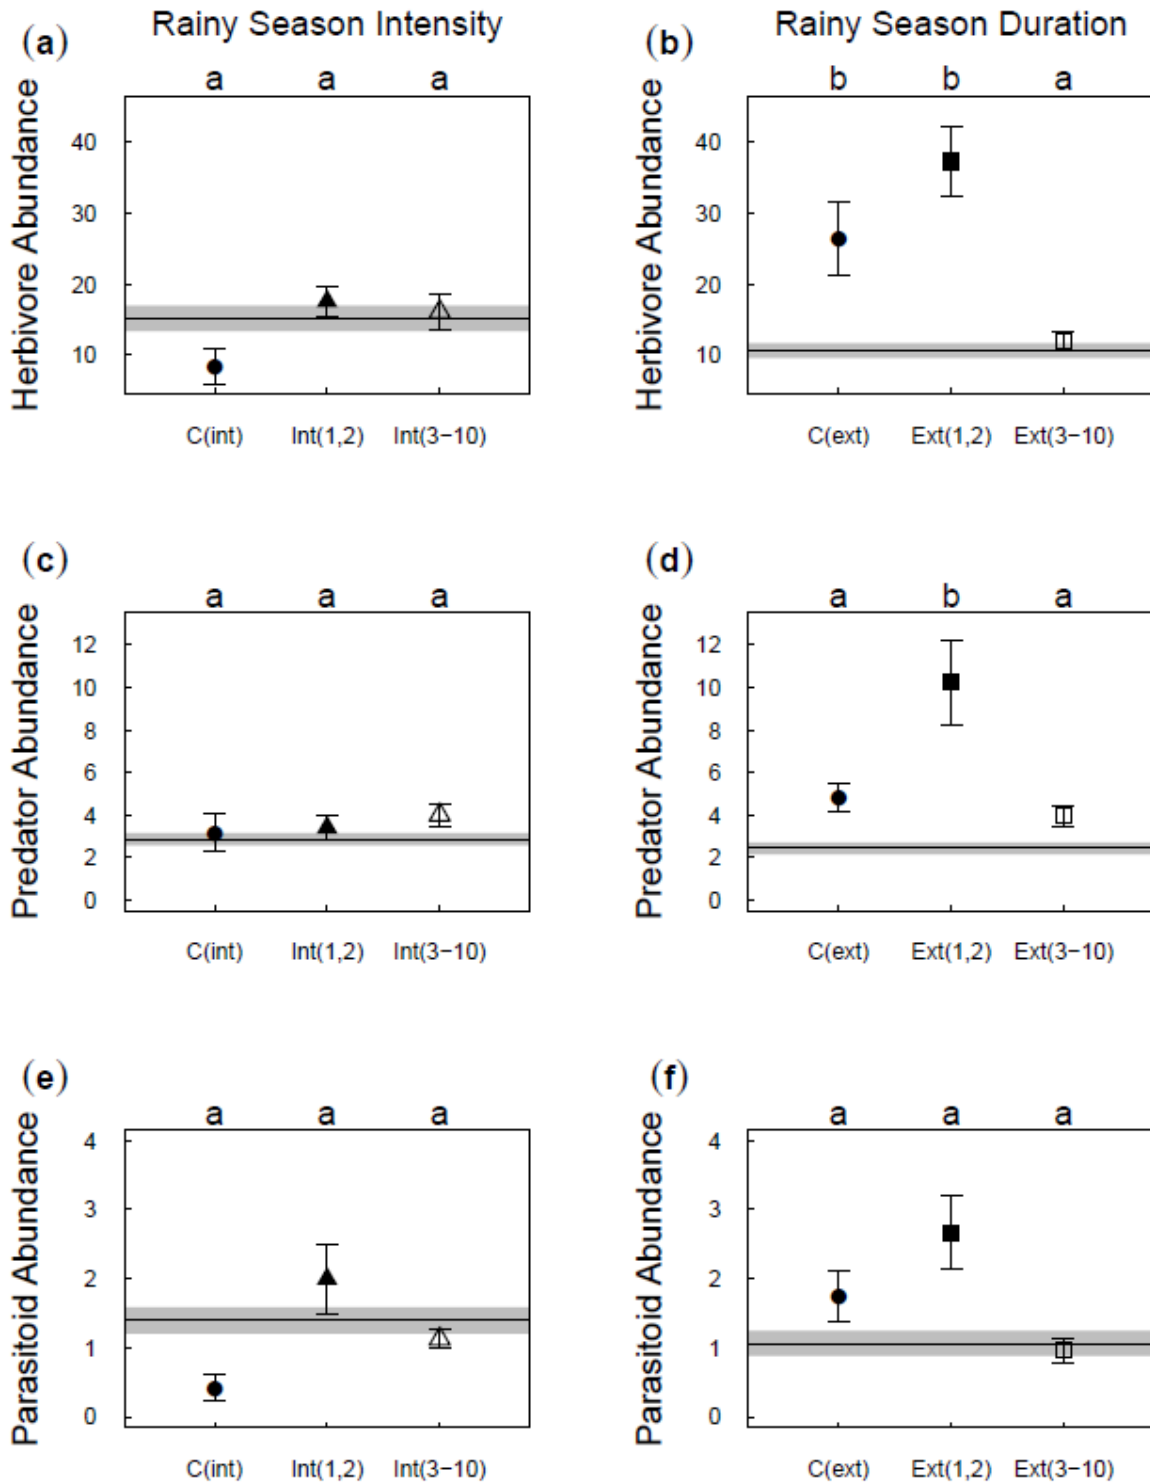 Rainy Season Intensity
Rainy Season Duration
(a)
a a a
Herbivore Abundance
40
30
20
10
C(int) Int(1,2) Int(3−10)
(b)
b b a
Herbivore Abundance
40
30
20
10
C(ext) Ext(1,2) Ext(3−10)
(c)
a a a
Predator Abundance
12
10
8
6
4
2
0
C(int) Int(1,2) Int(3−10)
(d)
a b a
Predator Abundance
12
10
8
6
4
2
0
C(ext) Ext(1,2) Ext(3−10)
(e)
a a a
Parasitoid Abundance
4
3
2
1
0
C(int) Int(1,2) Int(3−10)
(f)
a a a
Parasitoid Abundance
4
3
2
1
0
C(ext) Ext(1,2) Ext(3−10)